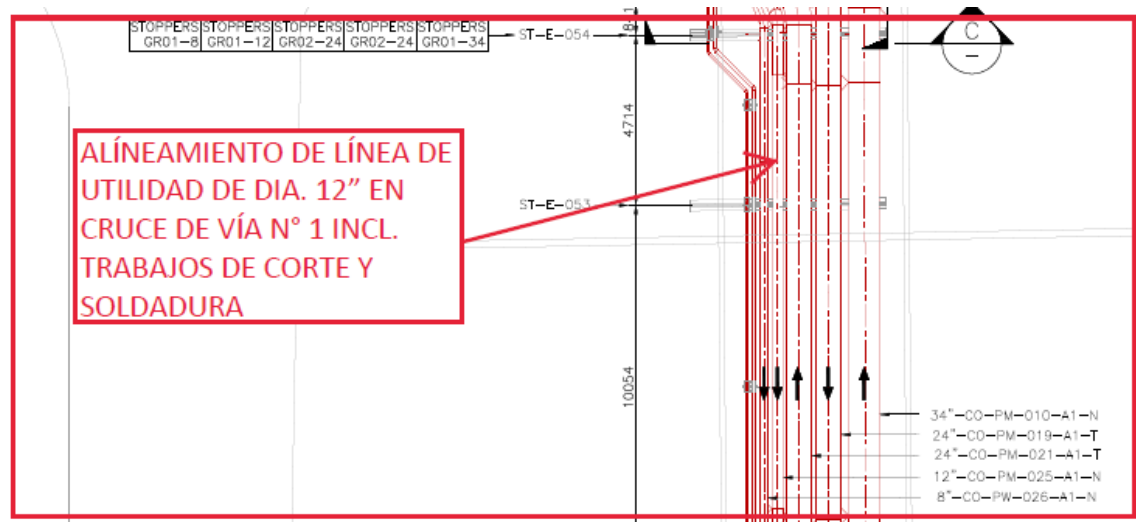 STOPPERS STOPPERS STOPPERS STOPPERS STOPPERS
GR01-8 GR01-12 GR02-24 GR02-24 GR01-34
ST-E-054
C
-
4714
ALÍNEAMIENTO DE LÍNEA DE
UTILIDAD DE DIA. 12” EN
CRUCE DE VÍA N° 1 INCL.
TRABAJOS DE CORTE Y
SOLDADURA
ST-E-053
10054
34"-CO-PM-010-A1-N
24"-CO-PM-019-A1-T
24"-CO-PM-021-A1-T
12"-CO-PM-025-A1-N
8"-CO-PW-026-A1-N